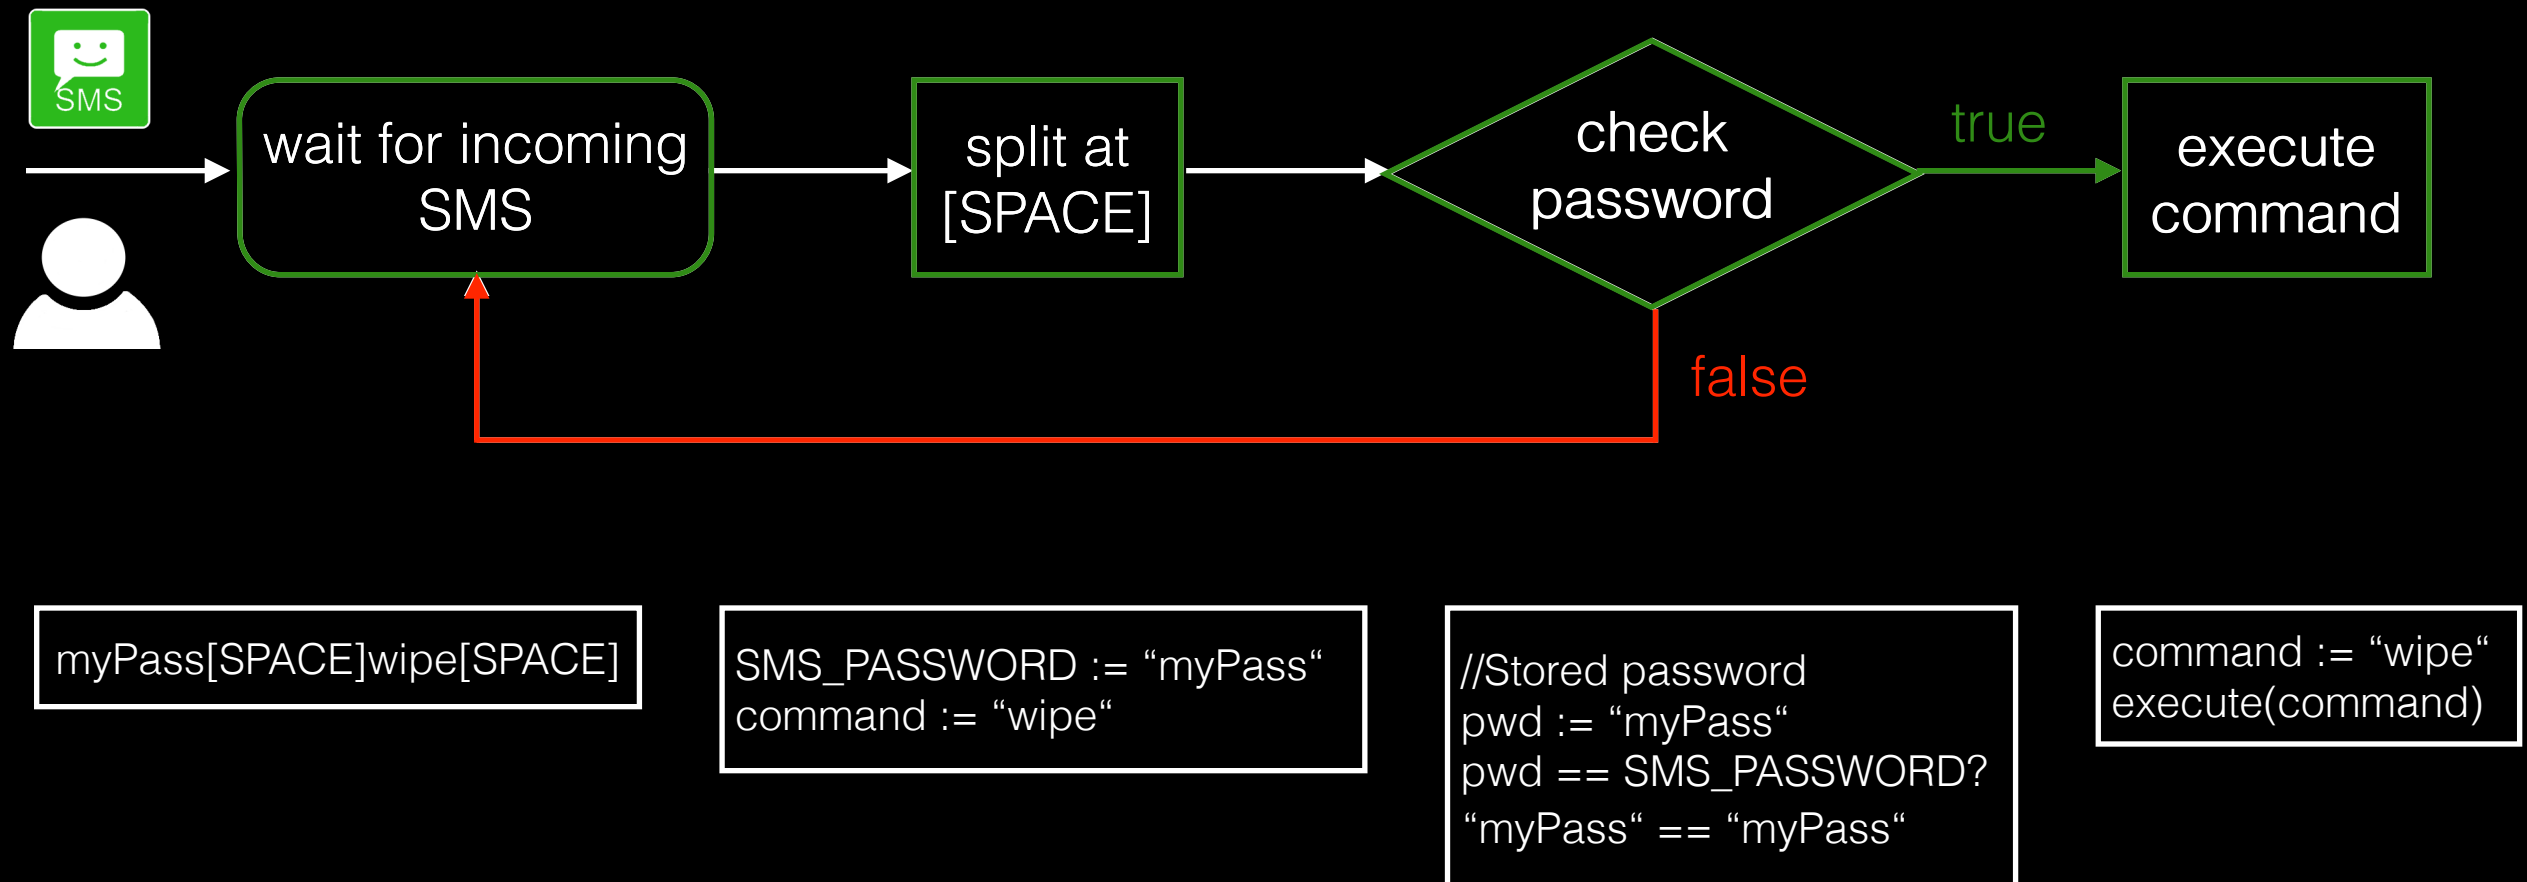 SMS
wait for incoming
SMS
split at
[SPACE]
check
password
true
execute
command
false
myPass[SPACE]wipe[SPACE]
SMS_PASSWORD := “myPass“
command := “wipe“
//Stored password
pwd := “myPass“
pwd == SMS_PASSWORD?
“myPass“ == “myPass“
command := “wipe“
execute(command)